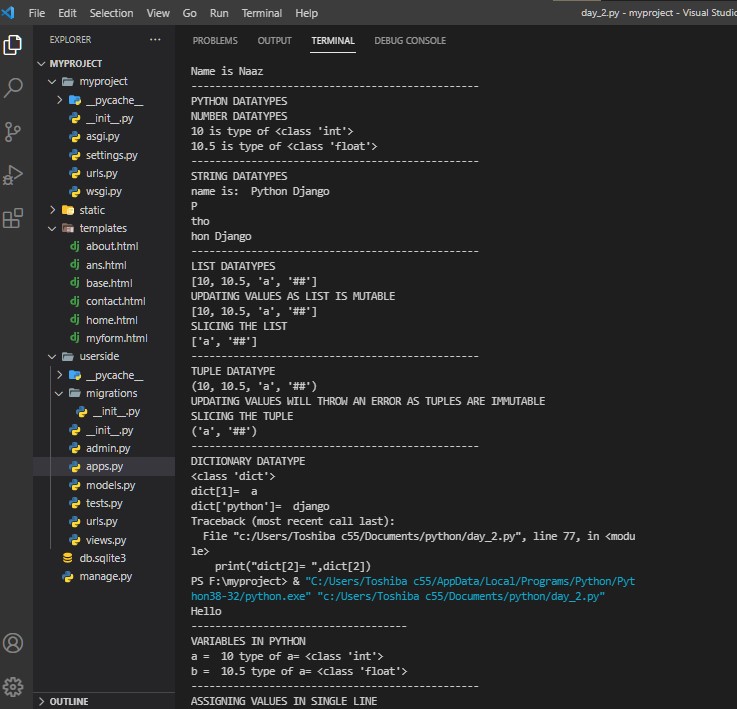 File Edit Selection View Go Run Terminal Help
day_2.py - myproject - Visual Studio
EXPLORER
PROBLEMS OUTPUT TERMINAL DEBUG CONSOLE
MYPROJECT
myproject
__pycache__
__init__.py
asgi.py
settings.py
urls.py
wsgi.py
static
templates
about.html
ans.html
base.html
contact.html
home.html
myform.html
userside
__pycache__
migrations
__init__.py
__init__.py
admin.py
apps.py
models.py
tests.py
urls.py
views.py
db.sqlite3
manage.py
OUTLINE
Name is Naaz
------------------------------------------------
PYTHON DATATYPES
NUMBER DATATYPES
10 is type of <class 'int'>
10.5 is type of <class 'float'>
------------------------------------------------
STRING DATATYPES
name is:  Python Django
P
tho
hon Django
------------------------------------------------
LIST DATATYPES
[10, 10.5, 'a', '##']
UPDATING VALUES AS LIST IS MUTABLE
[10, 10.5, 'a', '##']
SLICING THE LIST
['a', '##']
------------------------------------------------
TUPLE DATATYPE
(10, 10.5, 'a', '##')
UPDATING VALUES WILL THROW AN ERROR AS TUPLES ARE IMMUTABLE
SLICING THE TUPLE
('a', '##')
------------------------------------------------
DICTIONARY DATATYPE
<class 'dict'>
dict[1]=  a
dict['python']=  django
Traceback (most recent call last):
  File "c:/Users/Toshiba c55/Documents/python/day_2.py", line 77, in <modu
le>
    print("dict[2]= ",dict[2])
PS F:\myproject> & "C:/Users/Toshiba c55/AppData/Local/Programs/Python/Pyt
hon38-32/python.exe" "c:/Users/Toshiba c55/Documents/python/day_2.py"
Hello
------------------------------------
VARIABLES IN PYTHON
a =  10 type of a= <class 'int'>
b =  10.5 type of a= <class 'float'>
------------------------------------------------
ASSIGNING VALUES IN SINGLE LINE